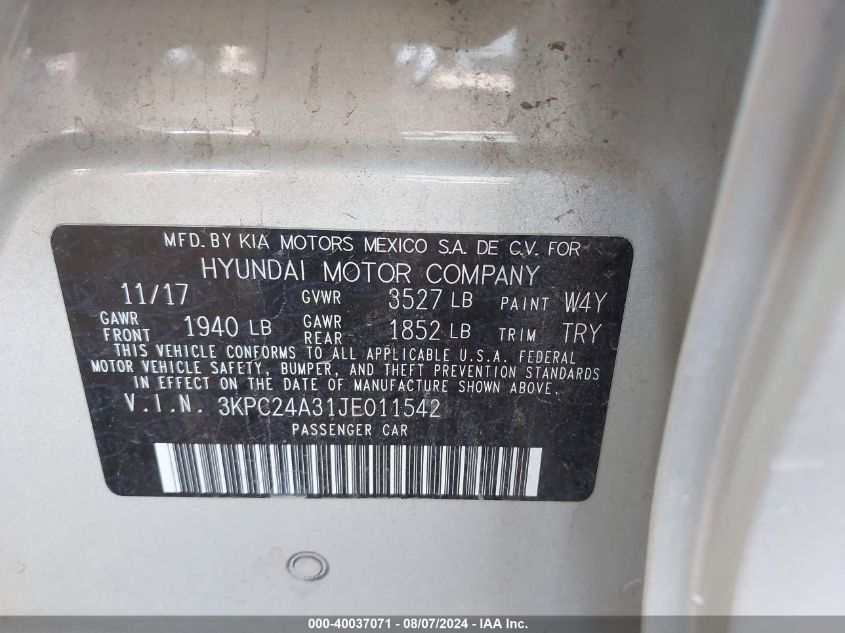 MFD. BY KIA MOTORS MEXICO S.A. DE C.V. FOR
HYUNDAI MOTOR COMPANY
11/17 GVWR 3527 LB PAINT W4Y
GAWR FRONT 1940 LB GAWR REAR 1852 LB TRIM TRY
THIS VEHICLE CONFORMS TO ALL APPLICABLE U.S.A. FEDERAL
MOTOR VEHICLE SAFETY, BUMPER, AND THEFT PREVENTION STANDARDS
IN EFFECT ON THE DATE OF MANUFACTURE SHOWN ABOVE.
V.I.N. 3KPC24A31JE011542
PASSENGER CAR
000-40037071 | 08/07/2024 | IAA Inc.